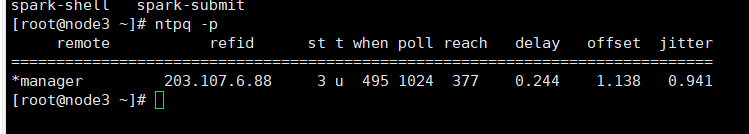 spark-shell   spark-submit
[root@node3 ~]# ntpq -p
     remote           refid      st t when poll reach   delay   offset  jitter
==============================================================================
*manager         203.107.6.88     3 u  495 1024  377    0.244    1.138   0.941
[root@node3 ~]#